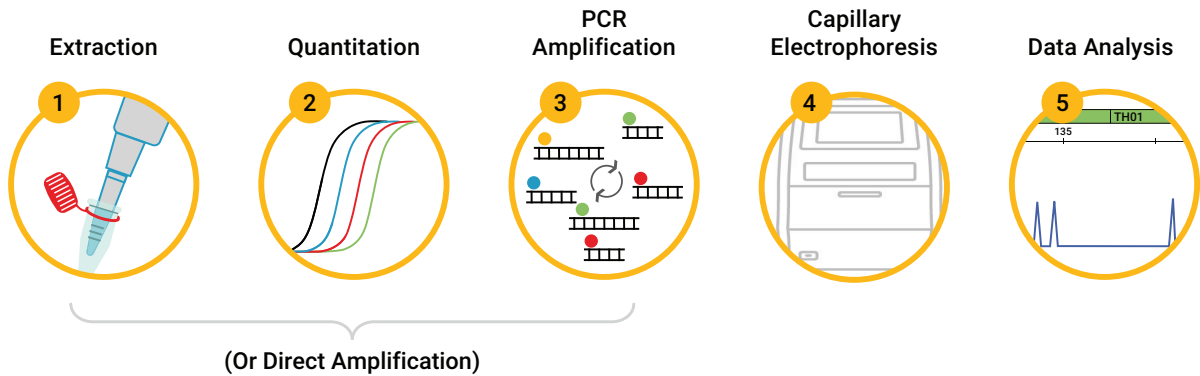 Extraction
Quantitation
PCR
Amplification
Capillary
Electrophoresis
Data Analysis
1
2
3
4
5
TH01
135
(Or Direct Amplification)